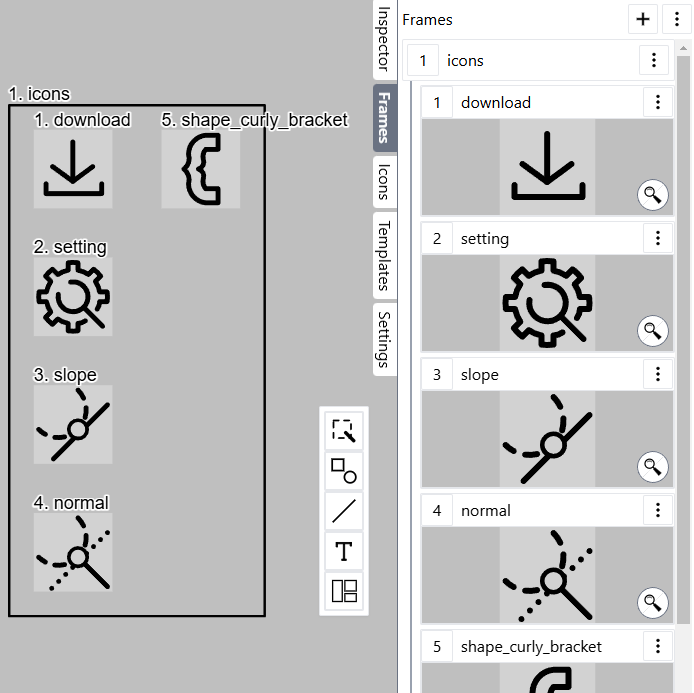 1. icons
1. download
5. shape_curly_bracket
2. setting
3. slope
4. normal
T
Inspector
Frames
Icons
Templates
Settings
Frames
1 icons
1 download
2 setting
3 slope
4 normal
5 shape_curly_bracket